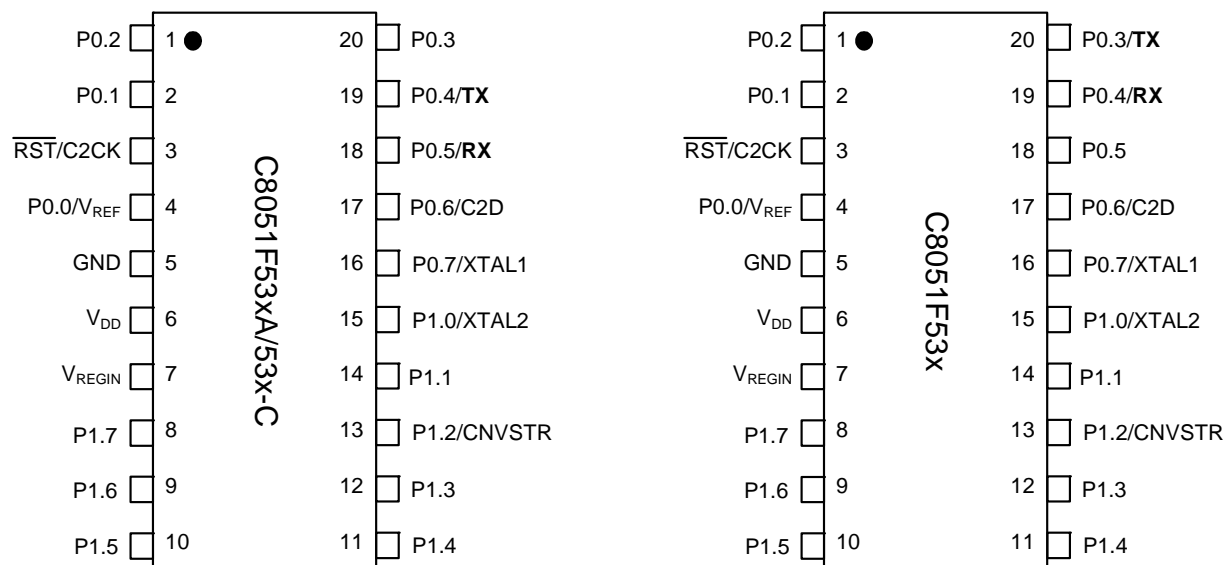 P0.2 1 20 P0.3
P0.1 2 19 P0.4/TX
RST/C2CK 3 18 P0.5/RX
P0.0/VREF 4 17 P0.6/C2D
GND 5 16 P0.7/XTAL1
VDD 6 15 P1.0/XTAL2
VREGIN 7 14 P1.1
P1.7 8 13 P1.2/CNVSTR
P1.6 9 12 P1.3
P1.5 10 11 P1.4
C8051F53xA/53x-C
P0.2 1 20 P0.3/TX
P0.1 2 19 P0.4/RX
RST/C2CK 3 18 P0.5
P0.0/VREF 4 17 P0.6/C2D
GND 5 16 P0.7/XTAL1
VDD 6 15 P1.0/XTAL2
VREGIN 7 14 P1.1
P1.7 8 13 P1.2/CNVSTR
P1.6 9 12 P1.3
P1.5 10 11 P1.4
C8051F53x